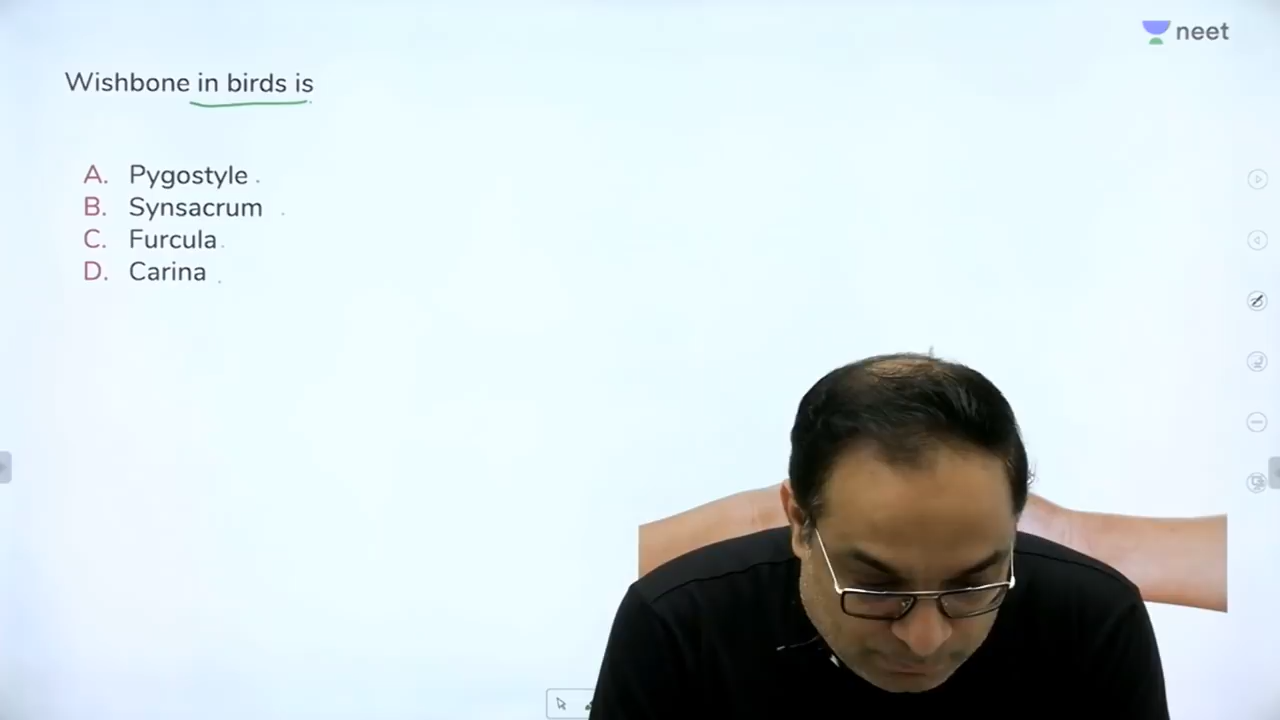 neet
Wishbone in birds is
A. Pygostyle
B. Synsacrum
C. Furcula
D. Carina